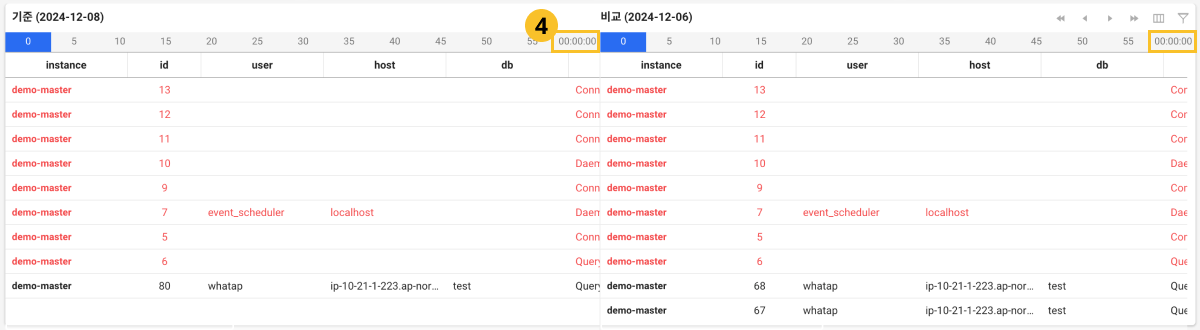 기준 (2024-12-08)
4
0 5 10 15 20 25 30 35 40 45 50 55 00:00:00
instance id user host db
demo-master 13 Conn
demo-master 12 Conn
demo-master 11 Conn
demo-master 10 Daem
demo-master 9 Conn
demo-master 7 event_scheduler localhost Daem
demo-master 5 Conn
demo-master 6 Query
demo-master 80 whatap ip-10-21-1-223.ap-nor... test Query
비교 (2024-12-06)
0 5 10 15 20 25 30 35 40 45 50 55 00:00:00
instance id user host db
demo-master 13 Con
demo-master 12 Con
demo-master 11 Con
demo-master 10 Dae
demo-master 9 Con
demo-master 7 event_scheduler localhost Dae
demo-master 5 Con
demo-master 6 Que
demo-master 68 whatap ip-10-21-1-223.ap-nor... test Que
demo-master 67 whatap ip-10-21-1-223.ap-nor... test Que